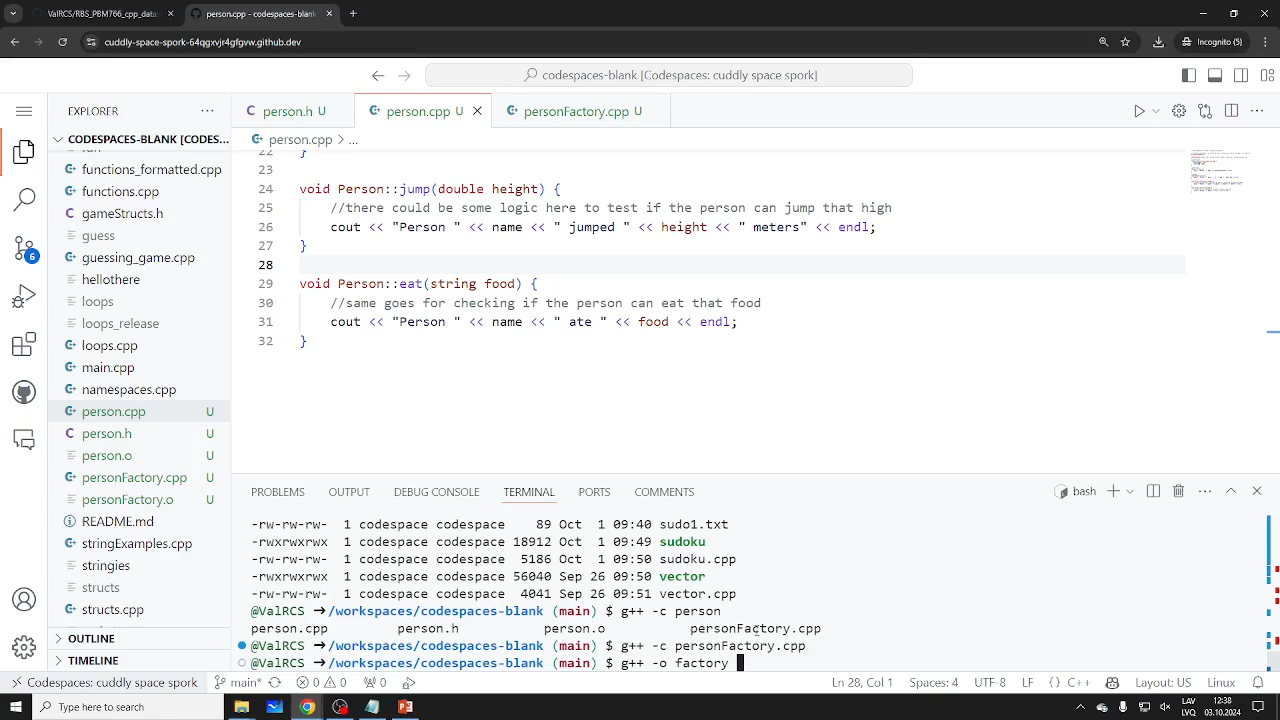 ValRCS/RBS_PBM766_cpp_datas
person.cpp - codespaces-blank
cuddly-space-spork-64qgxvjr4gfgvw.github.dev
Incognito (5)
codespaces-blank [Codespaces: cuddly space spork]
EXPLORER
CODESPACES-BLANK [CODES...
functions_formatted.cpp
functions.cpp
gameStructs.h
guess
guessing_game.cpp
hellothere
loops
loops_release
loops.cpp
main.cpp
namespaces.cpp
person.cpp U
person.h U
person.o U
personFactory.cpp U
personFactory.o U
README.md
stringExamples.cpp
stringies
structs
structs.cpp
OUTLINE
TIMELINE
6
person.h U
person.cpp U
personFactory.cpp U
person.cpp > ...
22 }
23
24 void Person::jump(double height) {
25 //there could be some logic here to test if the person can jump that high
26 cout << "Person " << name << " jumped " << height << " meters" << endl;
27 }
28
29 void Person::eat(string food) {
30 //same goes for checking if the person can eat that food
31 cout << "Person " << name << " ate " << food << endl;
32 }
PROBLEMS OUTPUT DEBUG CONSOLE TERMINAL PORTS COMMENTS
bash
-rw-rw-rw- 1 codespace codespace 89 Oct 1 09:40 sudo1.txt
-rwxrwxrwx 1 codespace codespace 18912 Oct 1 09:49 sudoku
-rw-rw-rw- 1 codespace codespace 5186 Oct 1 09:50 sudoku.cpp
-rwxrwxrwx 1 codespace codespace 56040 Sep 26 09:50 vector
-rw-rw-rw- 1 codespace codespace 4041 Sep 26 09:51 vector.cpp
@ValRCS ➜/workspaces/codespaces-blank (main) $ g++ -c person
person.cpp person.h person.o personFactory.cpp
@ValRCS ➜/workspaces/codespaces-blank (main) $ g++ -c personFactory.cpp
@ValRCS ➜/workspaces/codespaces-blank (main) $ g++ -o factory
Codespaces: cuddly space spork main* 0 0 0 Ln 28, Col 1 Spaces: 4 UTF-8 LF {} C++ Layout: US Linux
Type here to search
LAV
LVO
12:38
03.10.2024